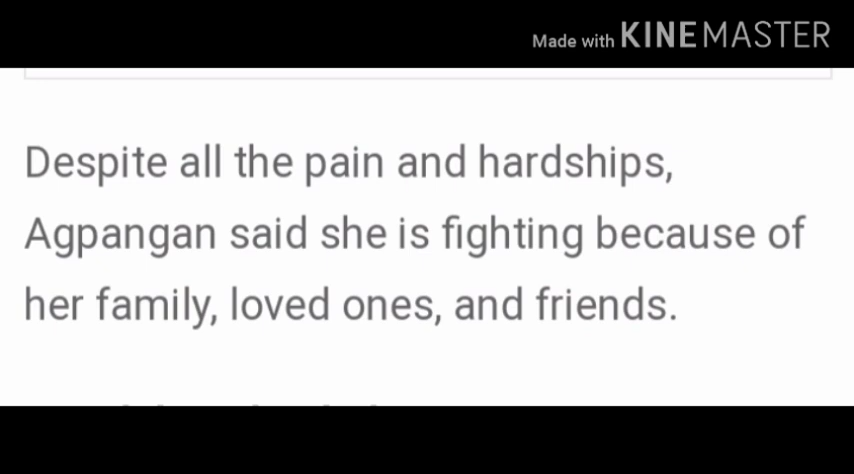 Made with KINEMASTER
Despite all the pain and hardships,
Agpangan said she is fighting because of
her family, loved ones, and friends.